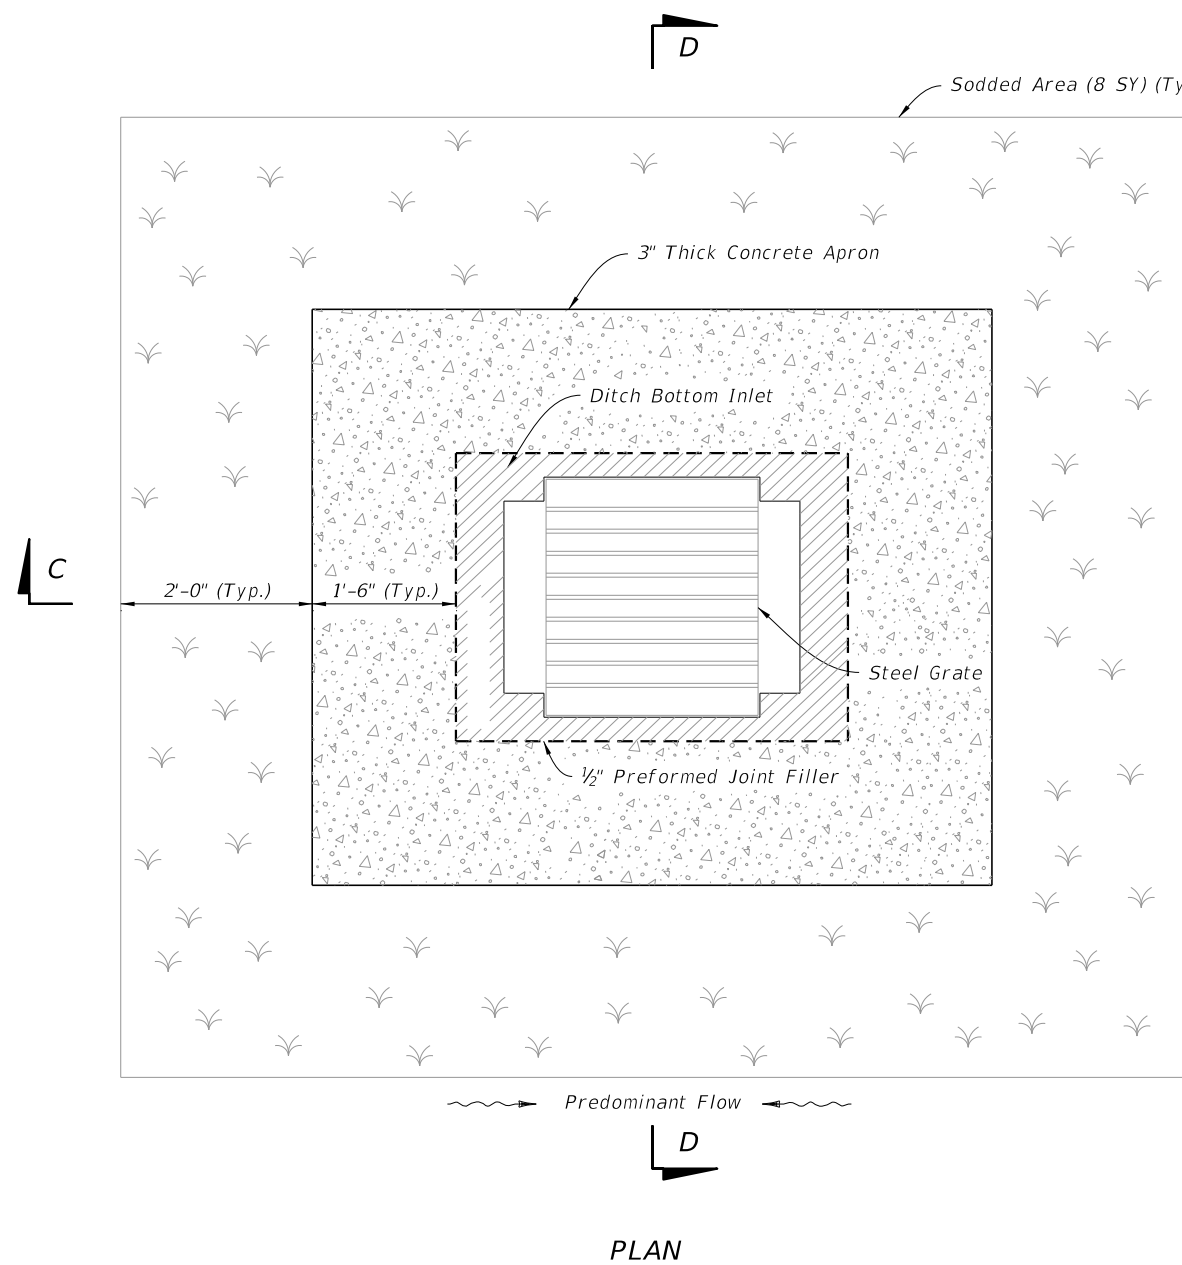 D
Sodded Area (8 SY) (Ty
3" Thick Concrete Apron
Ditch Bottom Inlet
C
2'-0" (Typ.)
1'-6" (Typ.)
Steel Grate
½" Preformed Joint Filler
Predominant Flow
D
PLAN